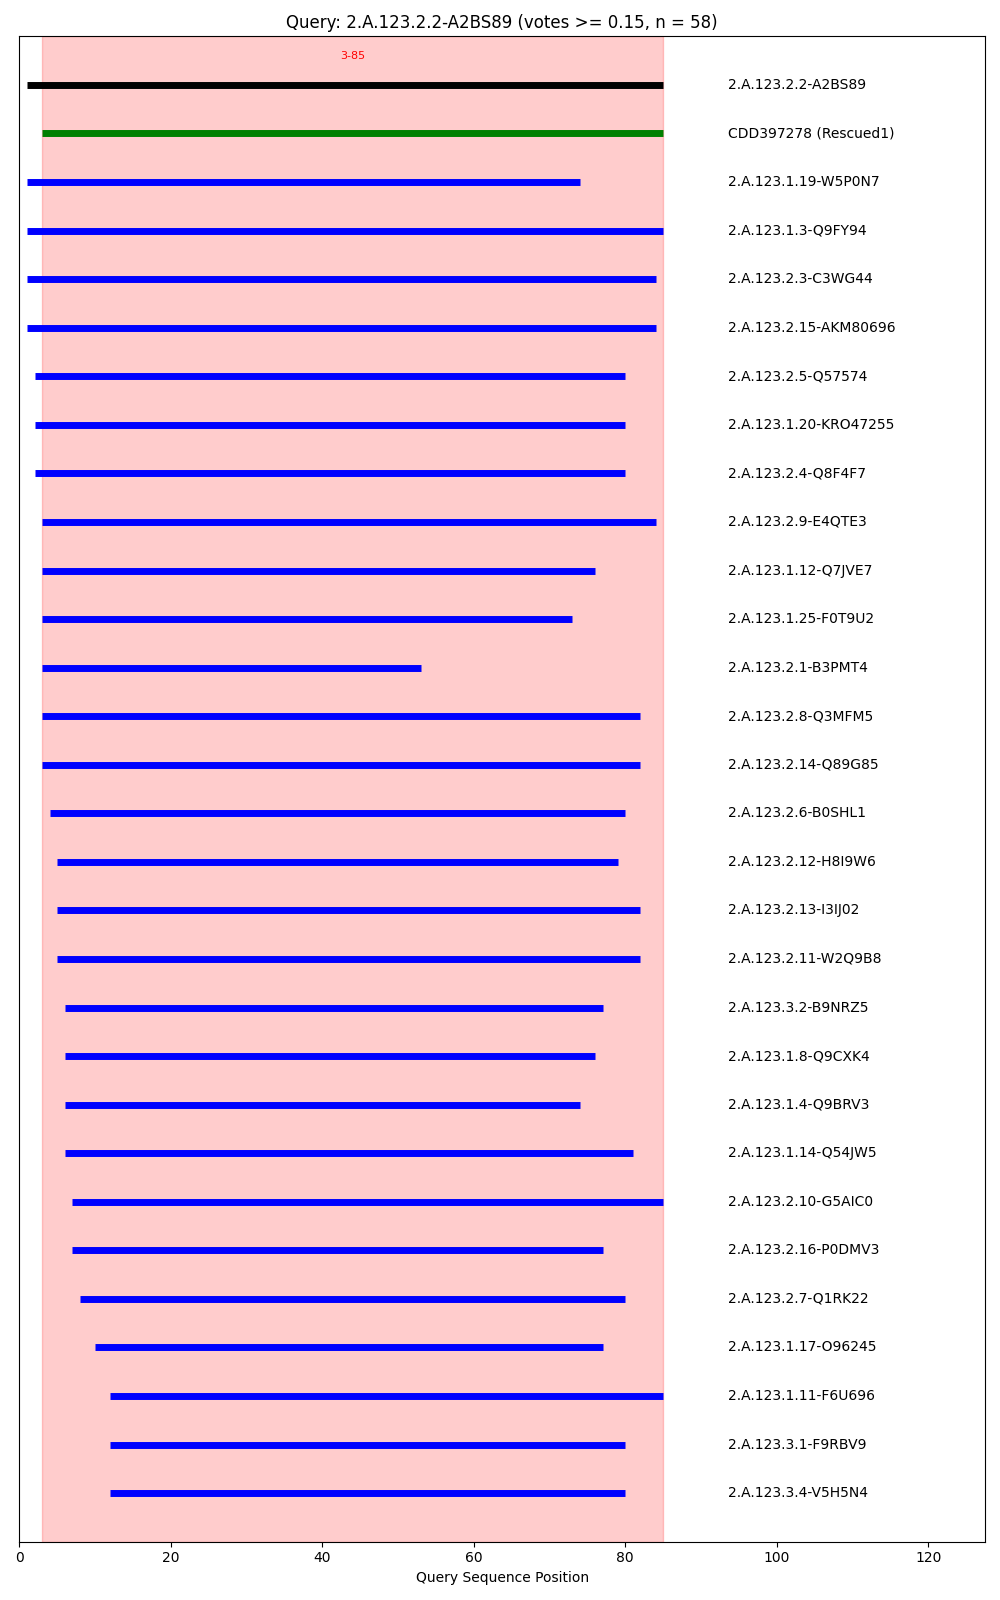 Query: 2.A.123.2.2-A2BS89 (votes >= 0.15, n = 58)
3-85
2.A.123.2.2-A2BS89
CDD397278 (Rescued1)
2.A.123.1.19-W5P0N7
2.A.123.1.3-Q9FY94
2.A.123.2.3-C3WG44
2.A.123.2.15-AKM80696
2.A.123.2.5-Q57574
2.A.123.1.20-KRO47255
2.A.123.2.4-Q8F4F7
2.A.123.2.9-E4QTE3
2.A.123.1.12-Q7JVE7
2.A.123.1.25-F0T9U2
2.A.123.2.1-B3PMT4
2.A.123.2.8-Q3MFM5
2.A.123.2.14-Q89G85
2.A.123.2.6-B0SHL1
2.A.123.2.12-H8I9W6
2.A.123.2.13-I3IJ02
2.A.123.2.11-W2Q9B8
2.A.123.3.2-B9NRZ5
2.A.123.1.8-Q9CXK4
2.A.123.1.4-Q9BRV3
2.A.123.1.14-Q54JW5
2.A.123.2.10-G5AIC0
2.A.123.2.16-P0DMV3
2.A.123.2.7-Q1RK22
2.A.123.1.17-O96245
2.A.123.1.11-F6U696
2.A.123.3.1-F9RBV9
2.A.123.3.4-V5H5N4
0 20 40 60 80 100 120
Query Sequence Position